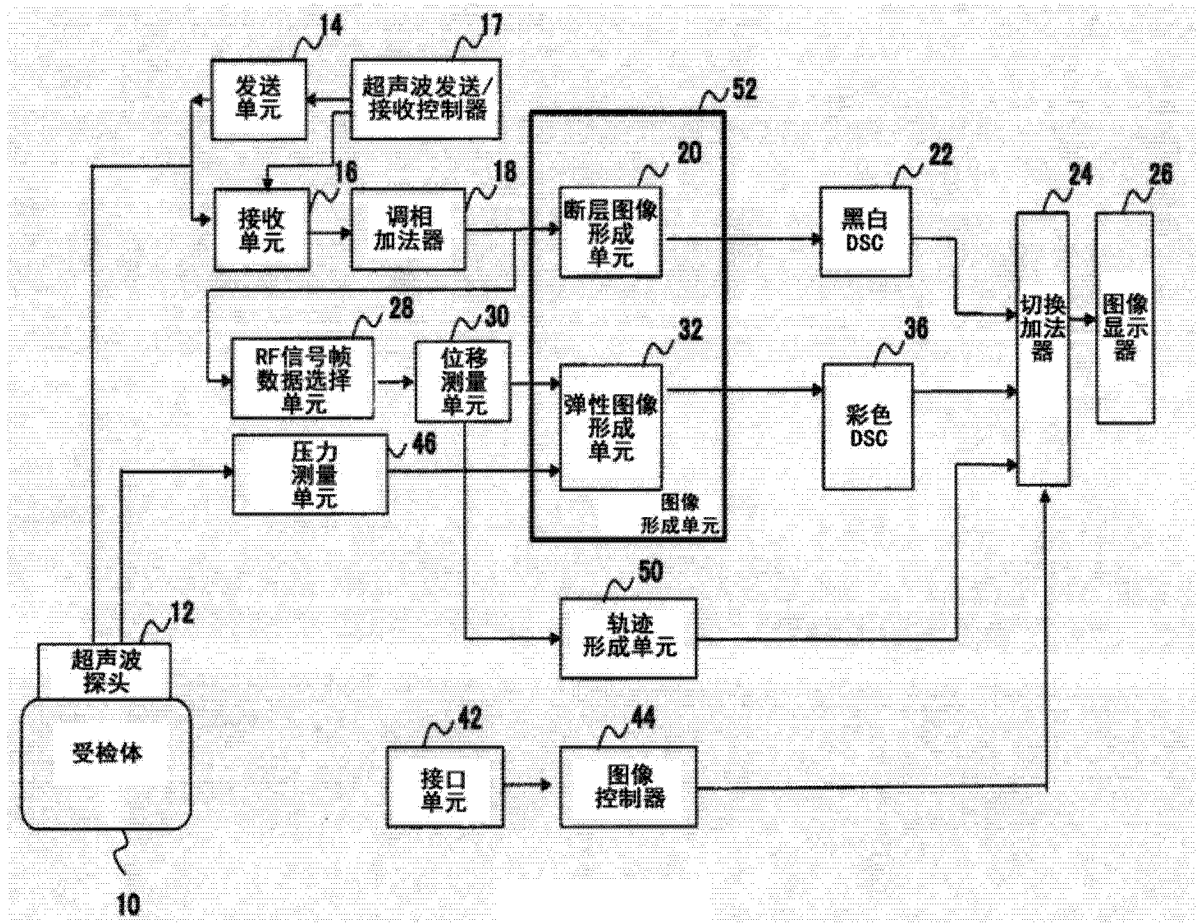 14
17
发送
单元
超声波发送/
接收控制器
52
16
18
20
22
24
26
接收
单元
调相
加法器
断层图像
形成
单元
黑白
DSC
切换
加法
器
图像
显示
器
28
30
32
36
RF信号帧
数据选择
单元
位移
测量
单元
弹性图像
形成
单元
彩色
DSC
46
压力
测量
单元
图像
形成单元
50
轨迹
形成单元
12
超声波
探头
受检体
10
42
44
接口
单元
图像
控制器